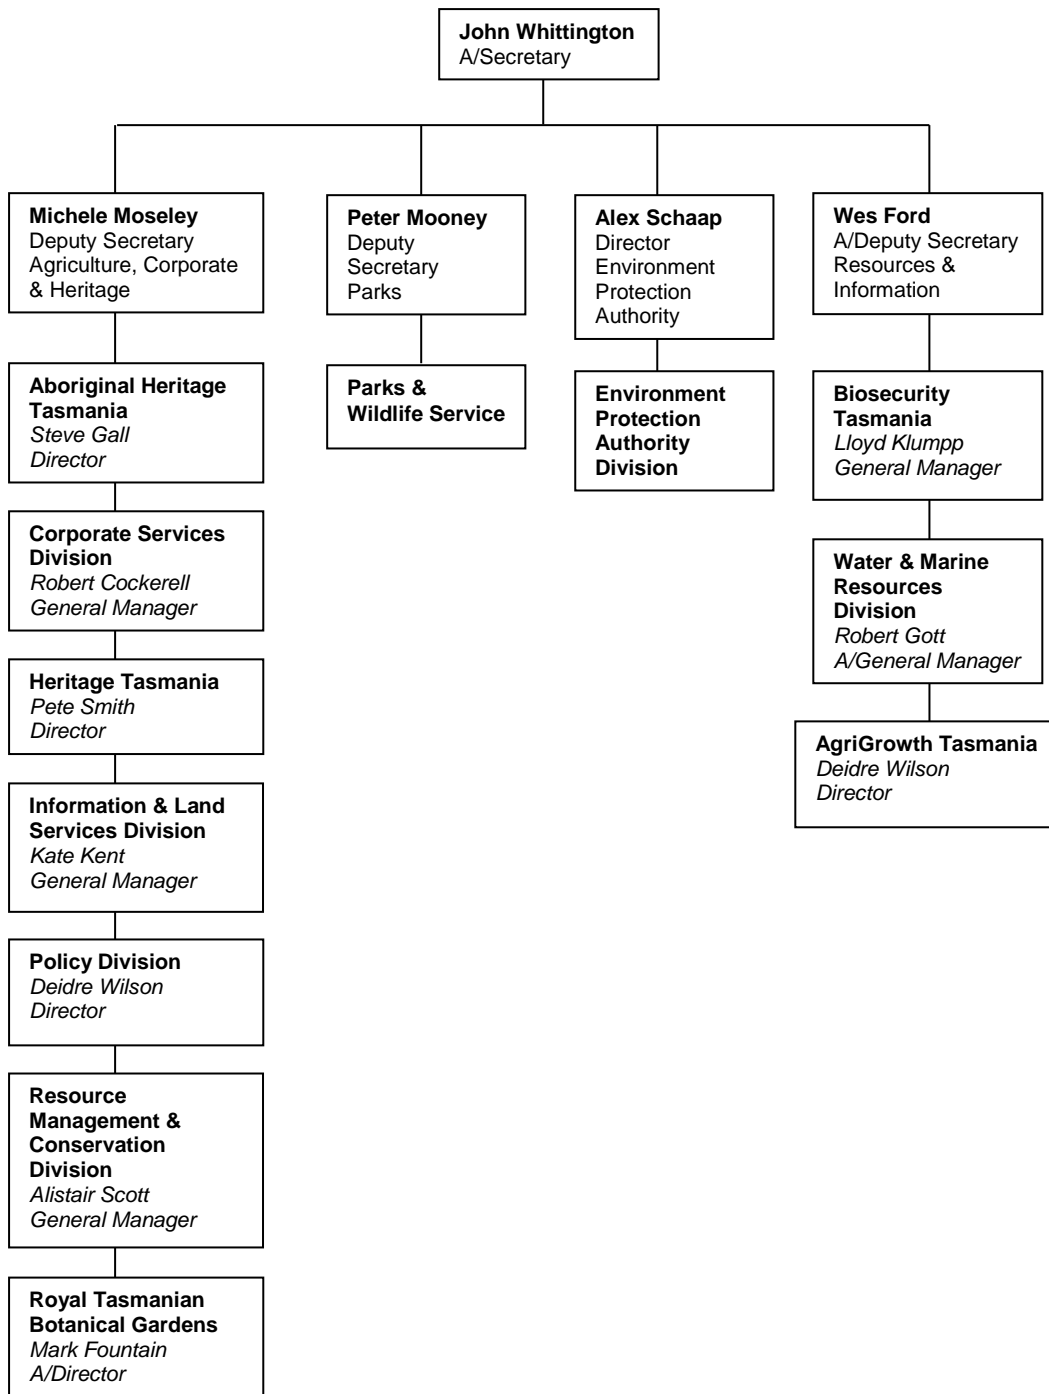 John Whittington
A/Secretary
Michele Moseley
Deputy Secretary
Agriculture, Corporate
& Heritage
Peter Mooney
Deputy
Secretary
Parks
Alex Schaap
Director
Environment
Protection
Authority
Wes Ford
A/Deputy Secretary
Resources &
Information
Aboriginal Heritage
Tasmania
Steve Gall
Director
Parks &
Wildlife Service
Environment
Protection
Authority
Division
Biosecurity
Tasmania
Lloyd Klumpp
General Manager
Corporate Services
Division
Robert Cockerell
General Manager
Water & Marine
Resources
Division
Robert Gott
A/General Manager
Heritage Tasmania
Pete Smith
Director
AgriGrowth Tasmania
Deidre Wilson
Director
Information & Land
Services Division
Kate Kent
General Manager
Policy Division
Deidre Wilson
Director
Resource
Management &
Conservation
Division
Alistair Scott
General Manager
Royal Tasmanian
Botanical Gardens
Mark Fountain
A/Director